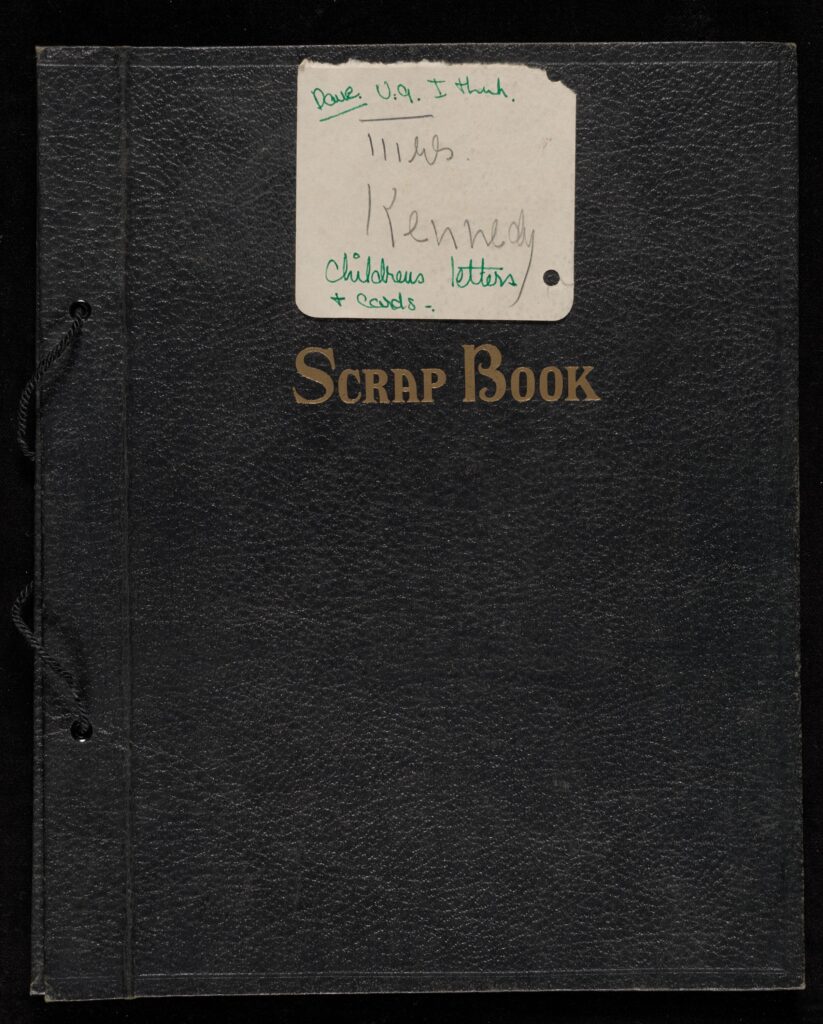 Dave. V.g. I think.
Mrs.
Kennedy
Childrens letters
+ cards -.
SCRAP BOOK